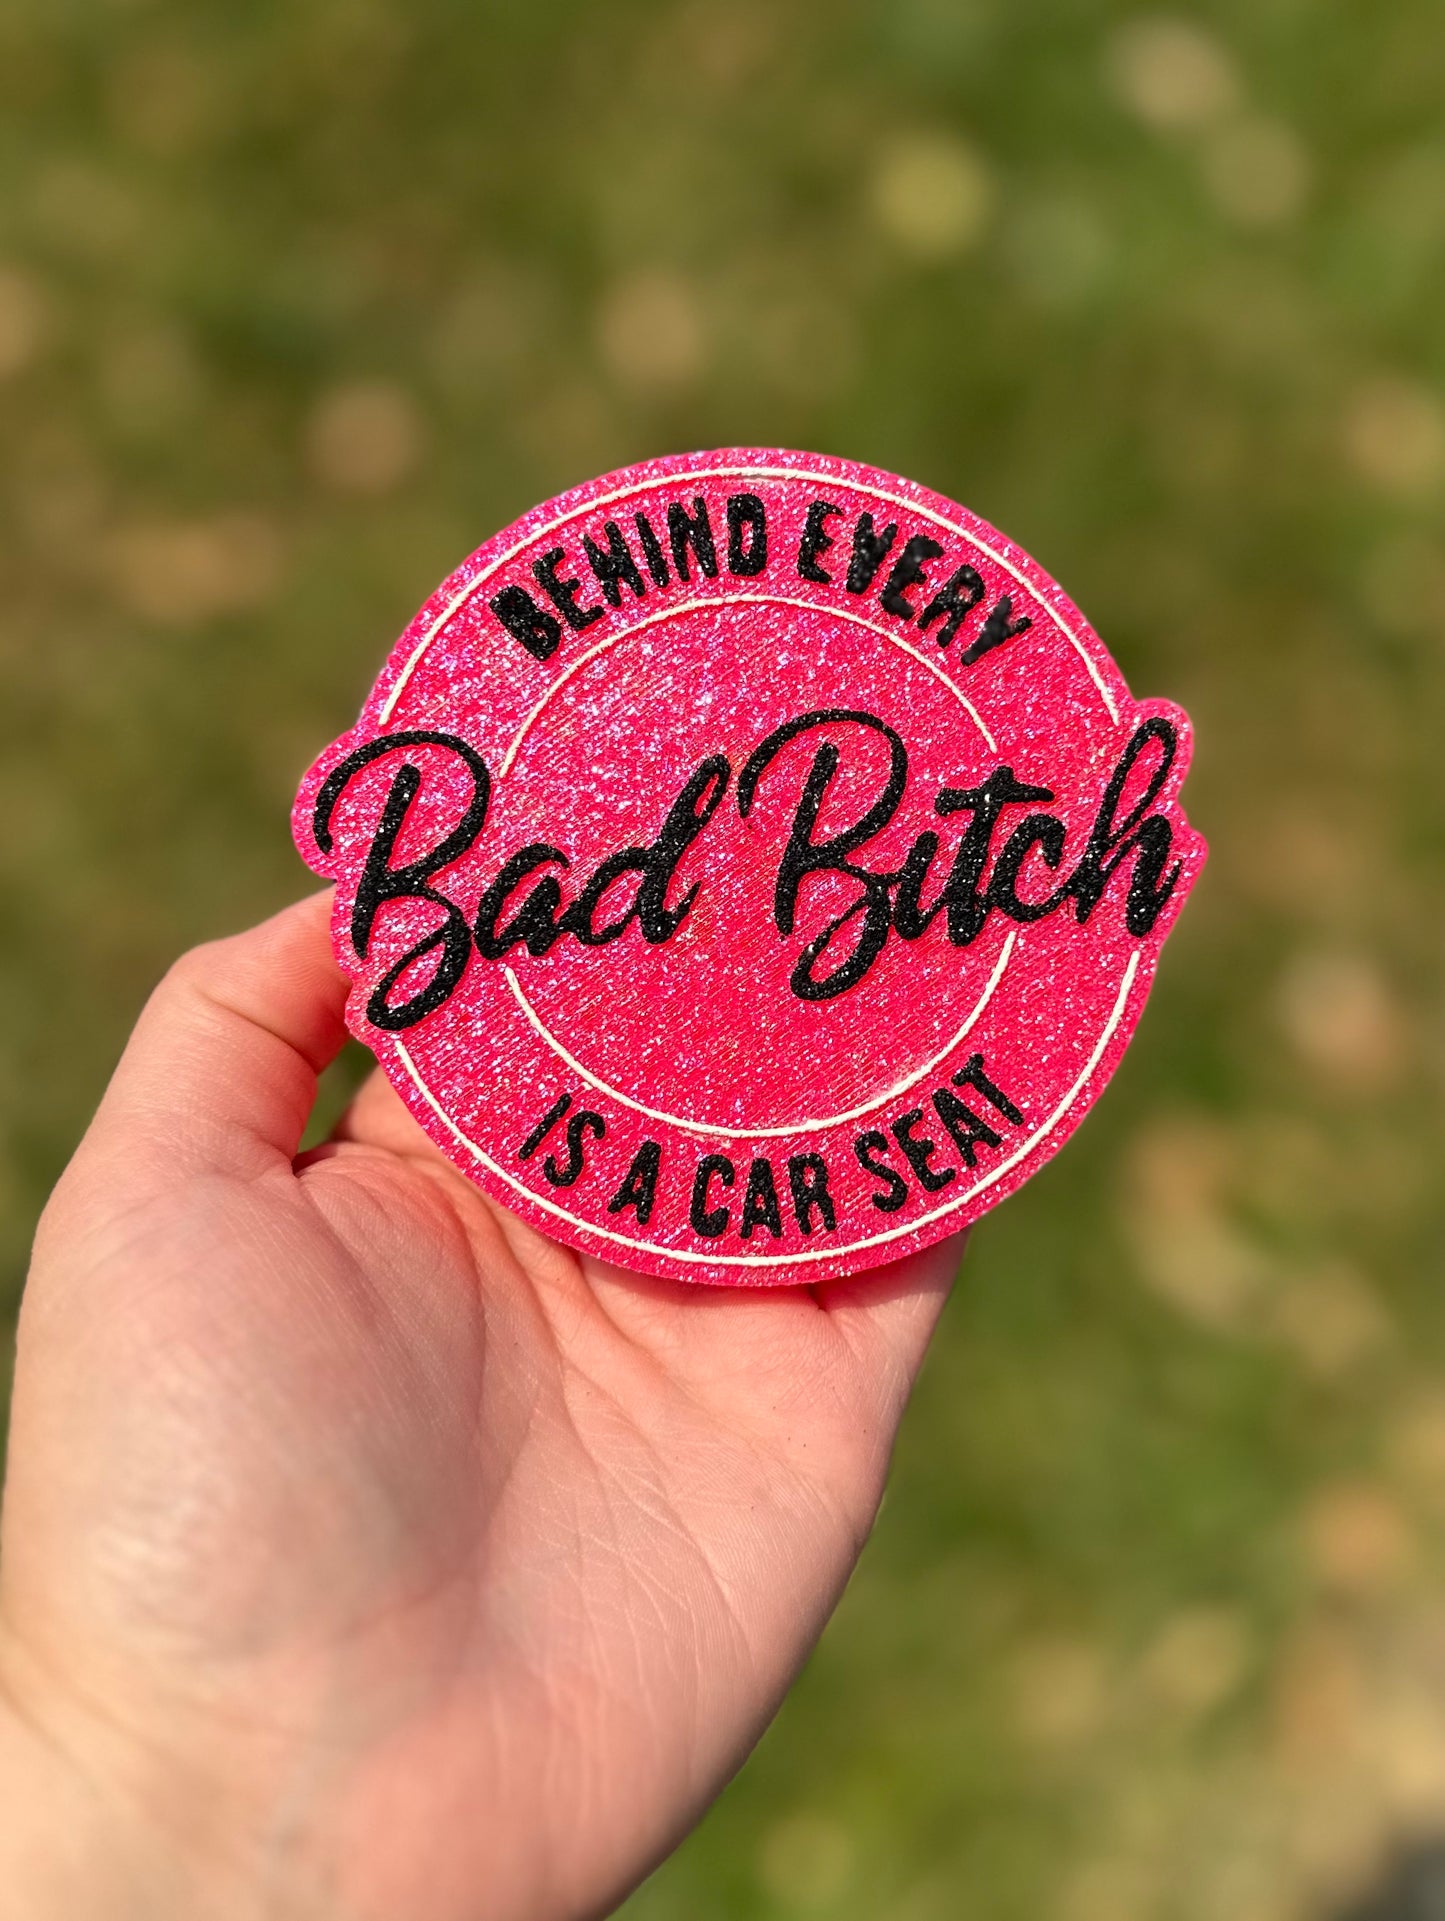 BEHIND EVERY
Bad Bitch
IS A CAR SEAT